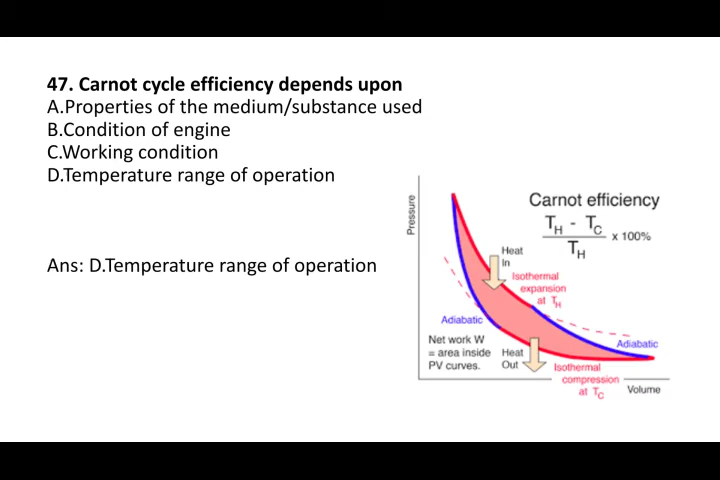 47. Carnot cycle efficiency depends upon
A.Properties of the medium/substance used
B.Condition of engine
C.Working condition
D.Temperature range of operation
Ans: D.Temperature range of operation
Carnot efficiency
T_H - T_C
x 100%
T_H
Pressure
Heat
In
Isothermal
expansion
at T_H
Adiabatic
Adiabatic
Net work W
= area inside
PV curves.
Heat
Out
Isothermal
compression
at T_C
Volume